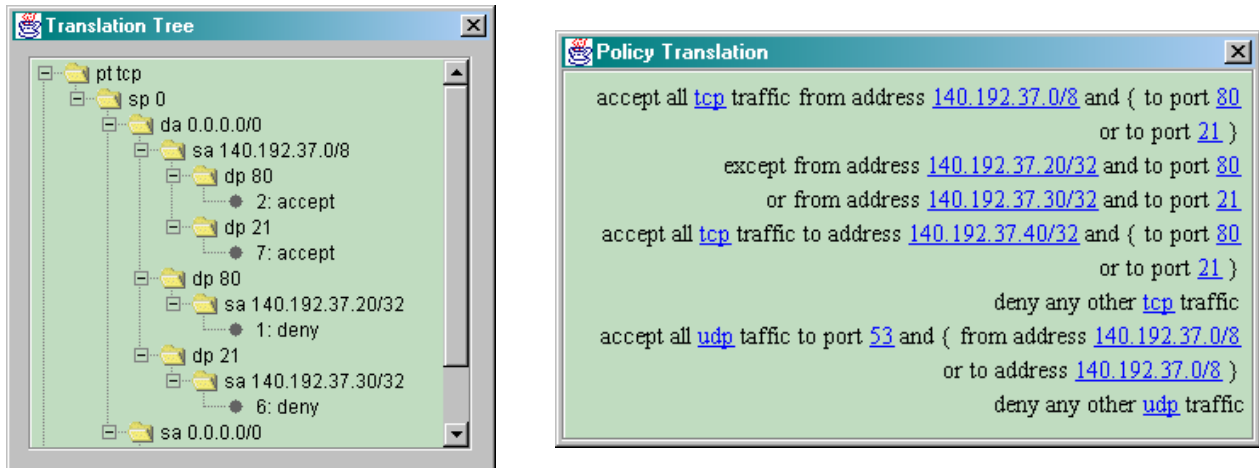 Translation Tree
pt tcp
sp 0
da 0.0.0.0/0
sa 140.192.37.0/8
dp 80
2: accept
dp 21
7: accept
dp 80
sa 140.192.37.20/32
1: deny
dp 21
sa 140.192.37.30/32
6: deny
sa 0.0.0.0/0
Policy Translation
accept all tcp traffic from address 140.192.37.0/8 and { to port 80
or to port 21 }
except from address 140.192.37.20/32 and to port 80
or from address 140.192.37.30/32 and to port 21
accept all tcp traffic to address 140.192.37.40/32 and { to port 80
or to port 21 }
deny any other tcp traffic
accept all udp taffic to port 53 and { from address 140.192.37.0/8
or to address 140.192.37.0/8 }
deny any other udp traffic